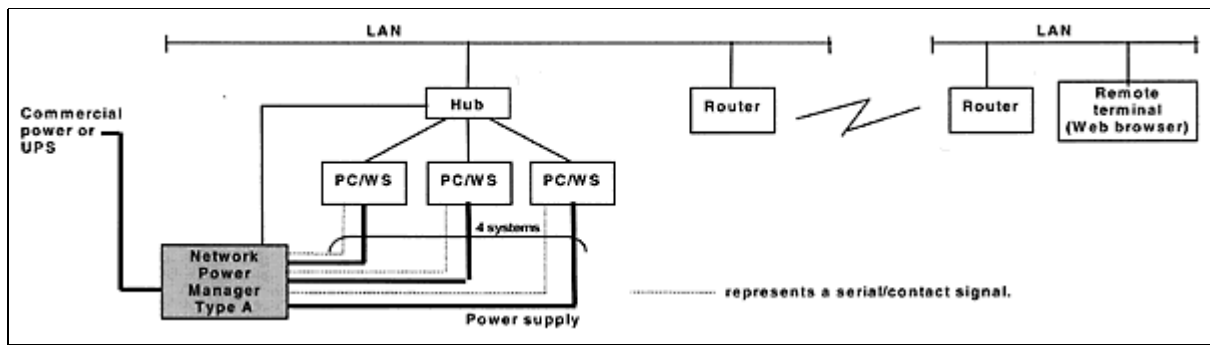 LAN
LAN
Hub
Router
Router
Remote
terminal
(Web browser)
Commercial
power or
UPS
PC/WS
PC/WS
PC/WS
4 systems
Network
Power
Manager
Type A
represents a serial/contact signal.
Power supply